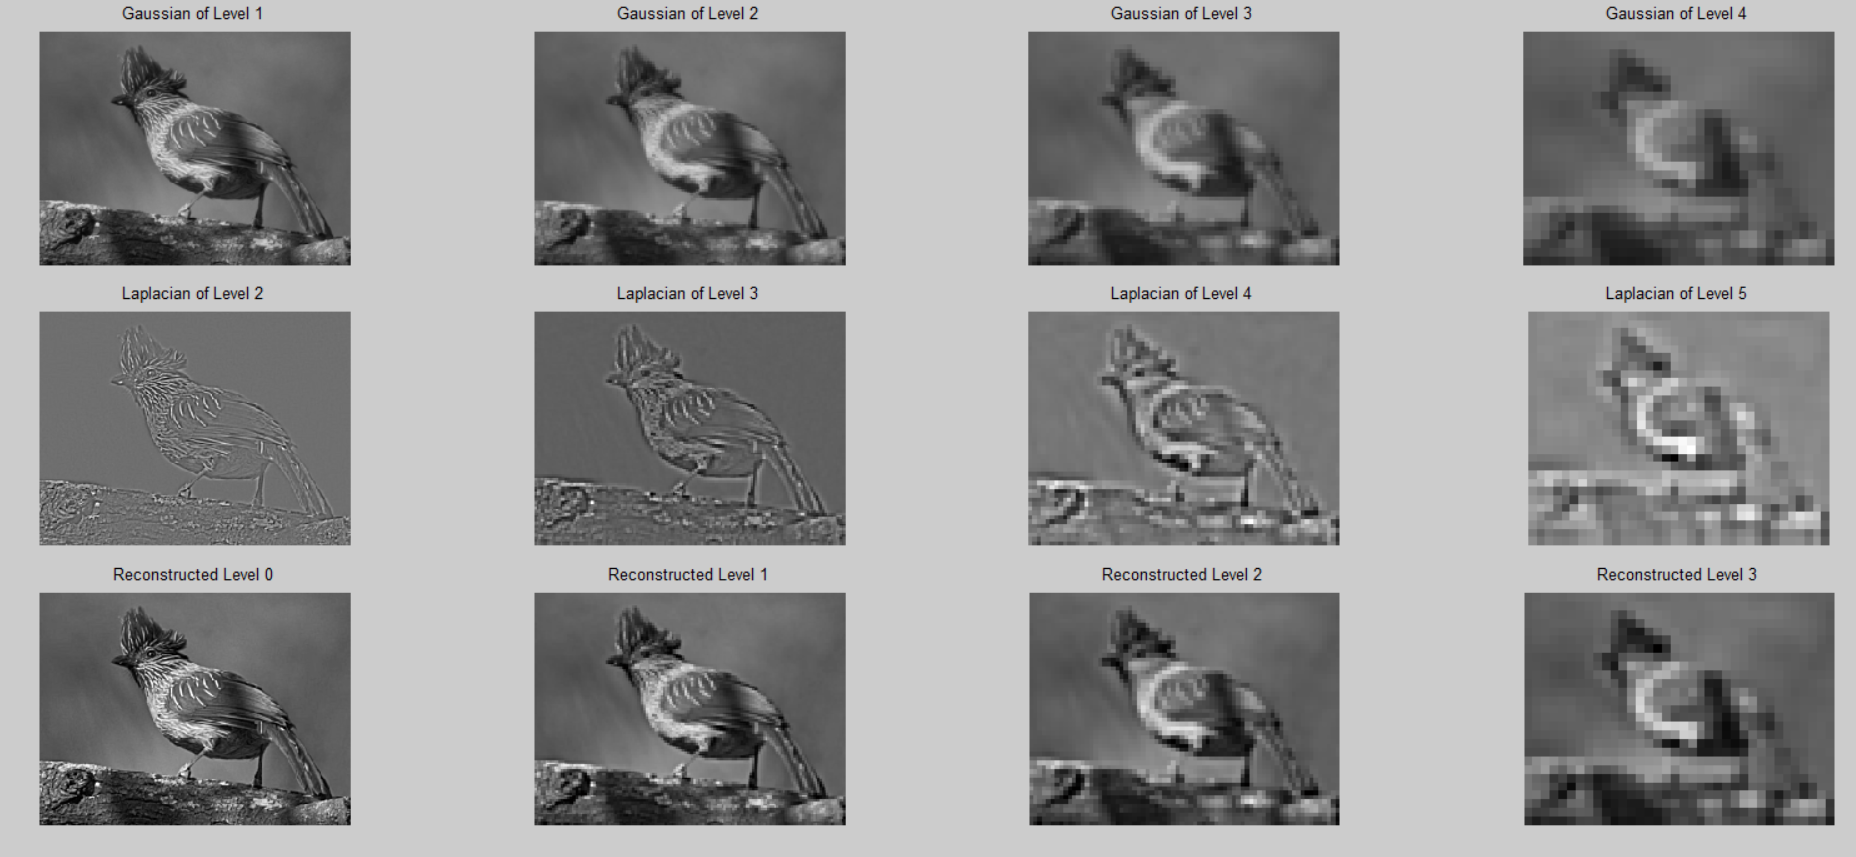 Gaussian of Level 1
Gaussian of Level 2
Gaussian of Level 3
Gaussian of Level 4
Laplacian of Level 2
Laplacian of Level 3
Laplacian of Level 4
Laplacian of Level 5
Reconstructed Level 0
Reconstructed Level 1
Reconstructed Level 2
Reconstructed Level 3